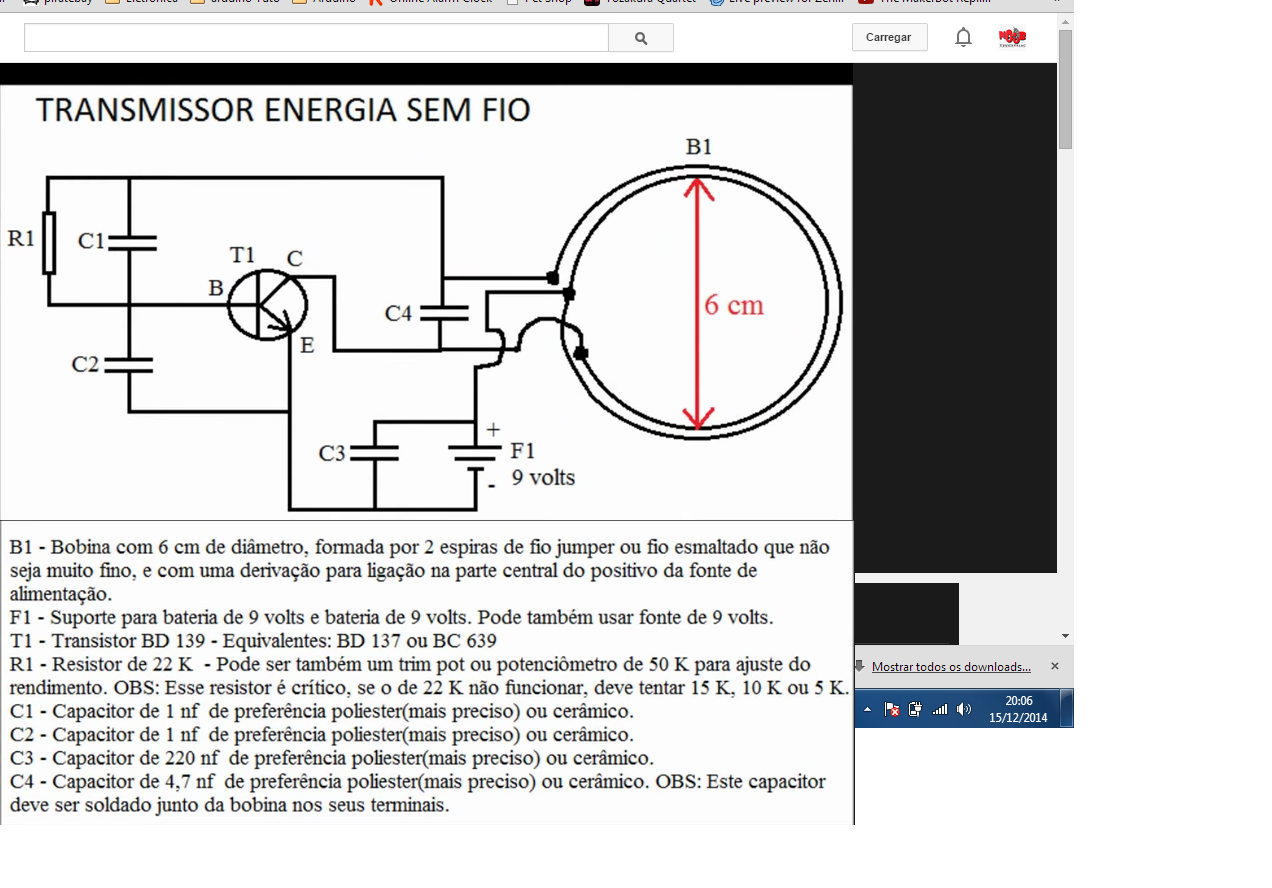 piratebay Eletronica arduino Tuto Arduino Online Alarm Clock Pet Shop Yozakura Quartet Live preview for Zenfi... The MakerBot Repli...
Carregar
TRANSMISSOR ENERGIA SEM FIO
B1
R1 C1 T1 C
B
C4 6 cm
E
C2
+
C3 F1
- 9 volts
B1 - Bobina com 6 cm de diâmetro, formada por 2 espiras de fio jumper ou fio esmaltado que não
seja muito fino, e com uma derivação para ligação na parte central do positivo da fonte de
alimentação.
F1 - Suporte para bateria de 9 volts e bateria de 9 volts. Pode também usar fonte de 9 volts.
T1 - Transistor BD 139 - Equivalentes: BD 137 ou BC 639
R1 - Resistor de 22 K - Pode ser também um trim pot ou potenciômetro de 50 K para ajuste do
rendimento. OBS: Esse resistor é crítico, se o de 22 K não funcionar, deve tentar 15 K, 10 K ou 5 K.
C1 - Capacitor de 1 nf de preferência poliester(mais preciso) ou cerâmico.
C2 - Capacitor de 1 nf de preferência poliester(mais preciso) ou cerâmico.
C3 - Capacitor de 220 nf de preferência poliester(mais preciso) ou cerâmico.
C4 - Capacitor de 4,7 nf de preferência poliester(mais preciso) ou cerâmico. OBS: Este capacitor
deve ser soldado junto da bobina nos seus terminais.
Mostrar todos os downloads...
20:06
15/12/2014